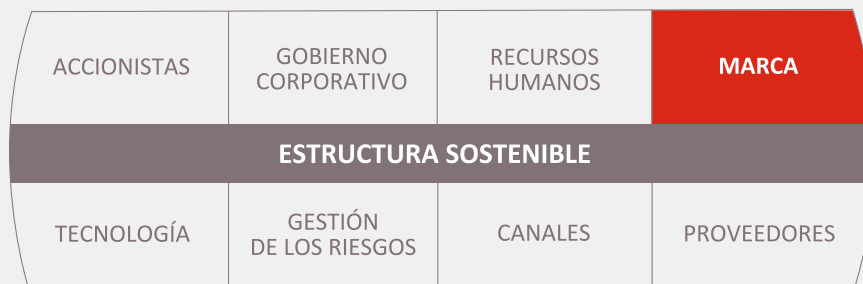 ACCIONISTAS
GOBIERNO
CORPORATIVO
RECURSOS
HUMANOS
MARCA
ESTRUCTURA SOSTENIBLE
TECNOLOGÍA
GESTIÓN
DE LOS RIESGOS
CANALES
PROVEEDORES